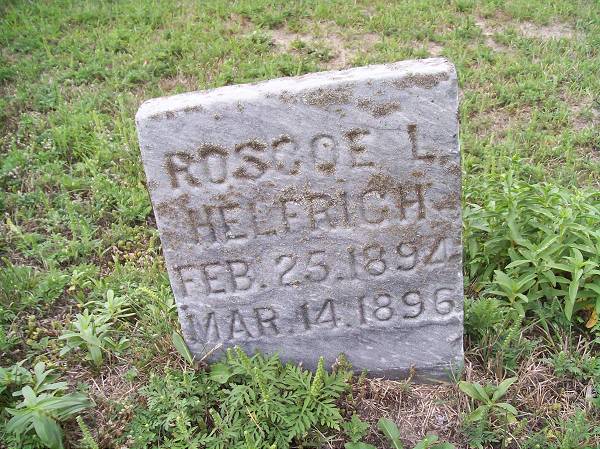 ROSCOE L.
HELFRICH
FEB. 25. 1894
MAR. 14. 1896